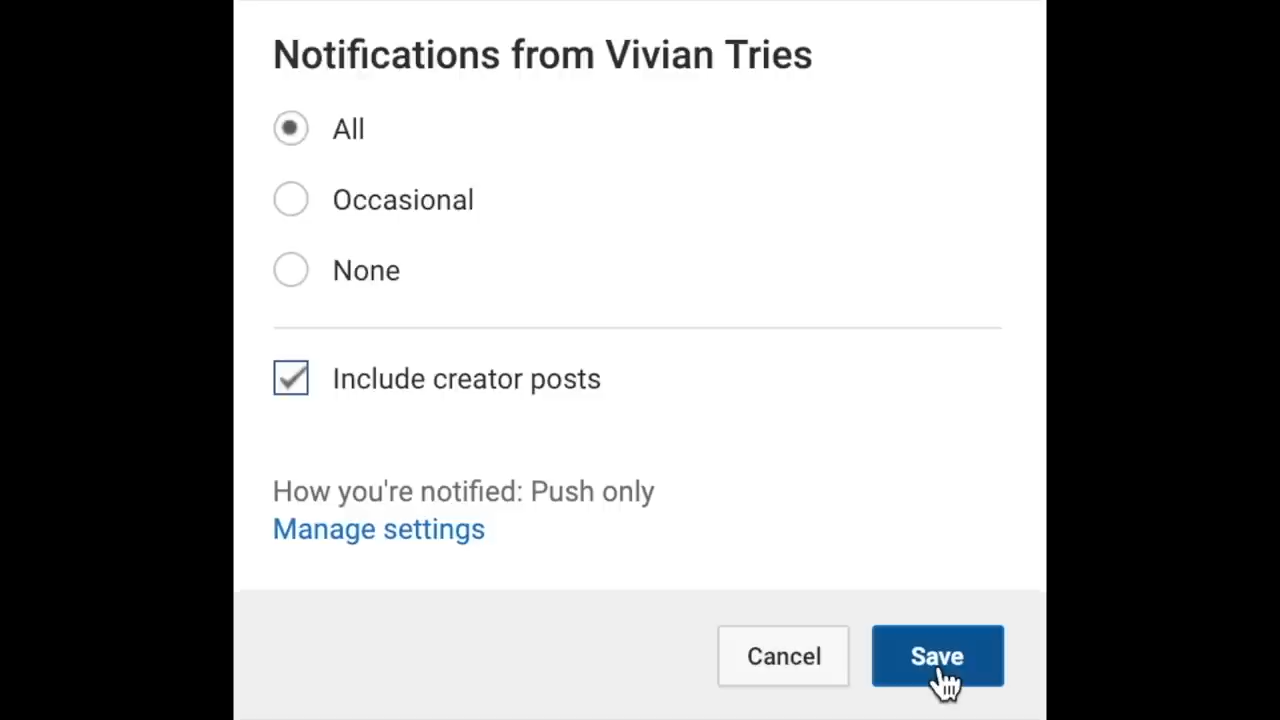 Notifications from Vivian Tries
All
Occasional
None
Include creator posts
How you're notified: Push only
Manage settings
Cancel
Save